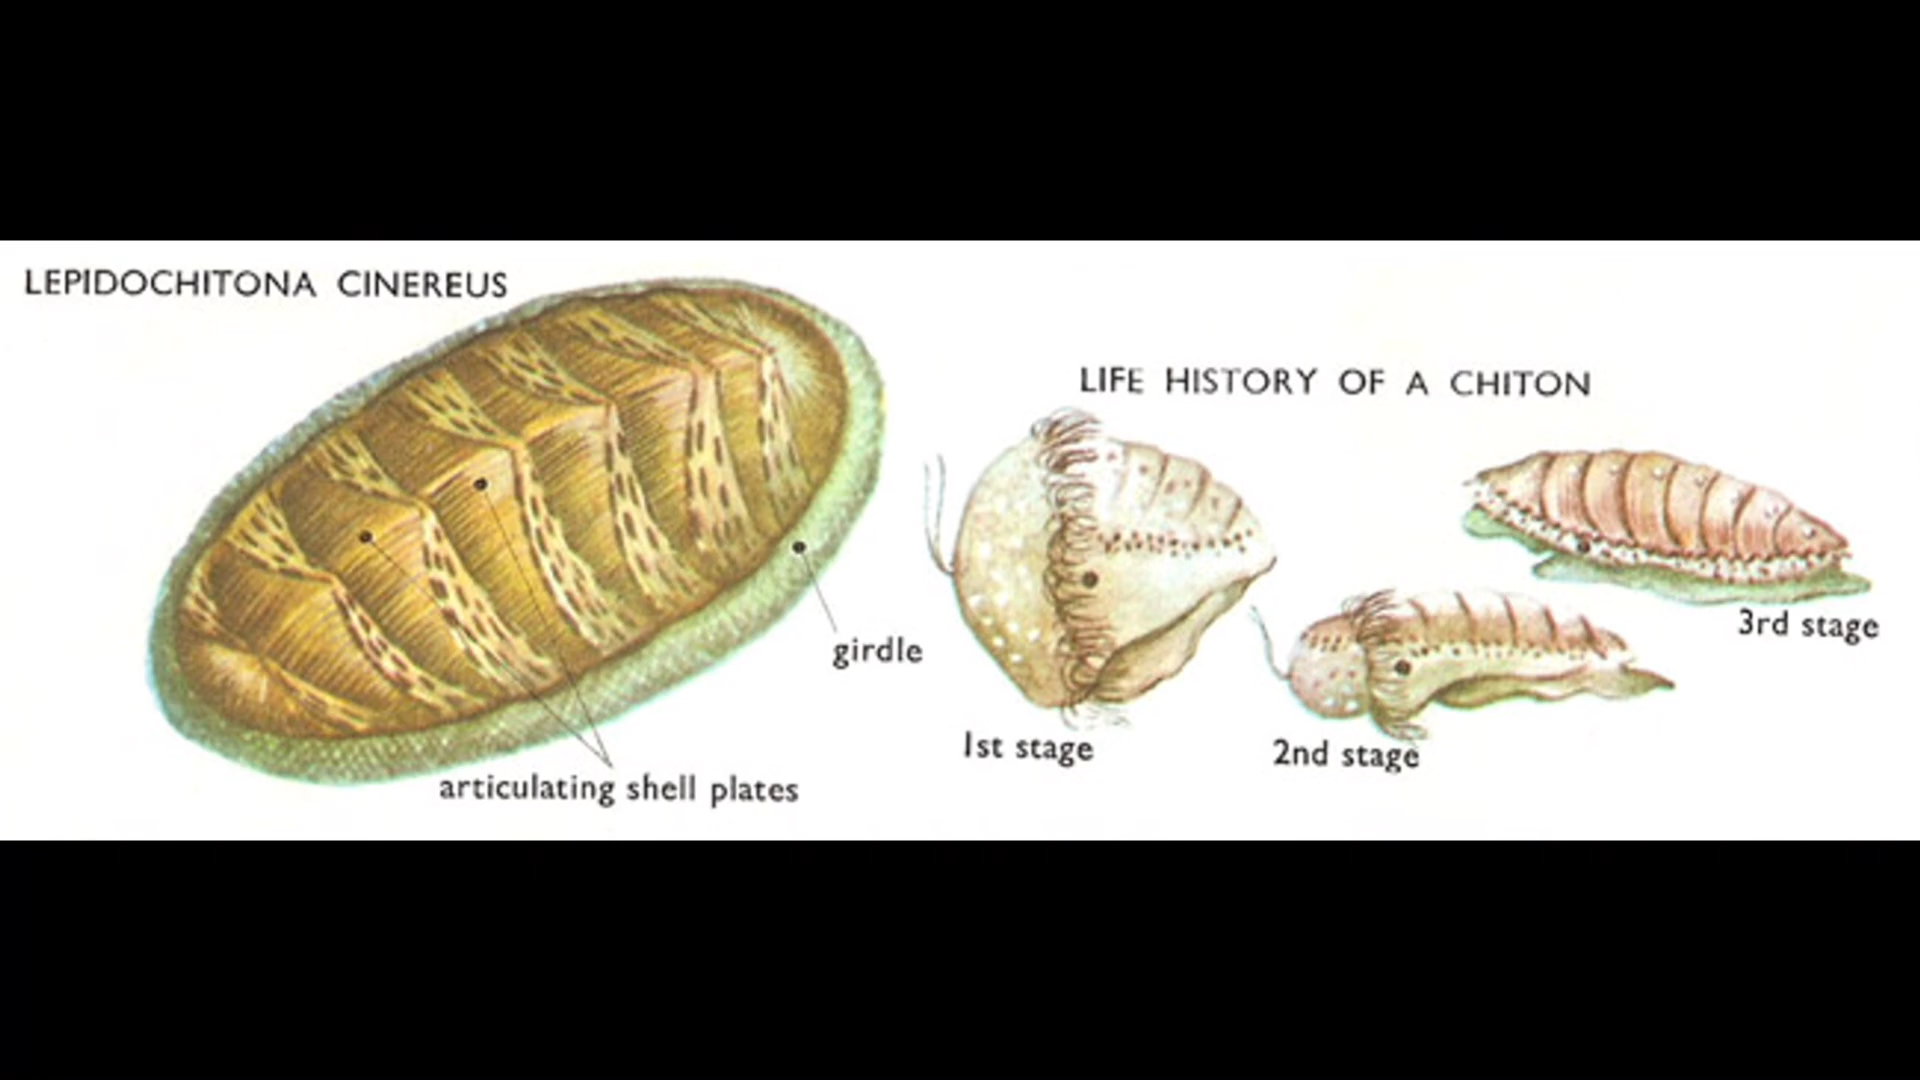 LEPIDOCHITONA CINEREUS
girdle
articulating shell plates
LIFE HISTORY OF A CHITON
1st stage
2nd stage
3rd stage